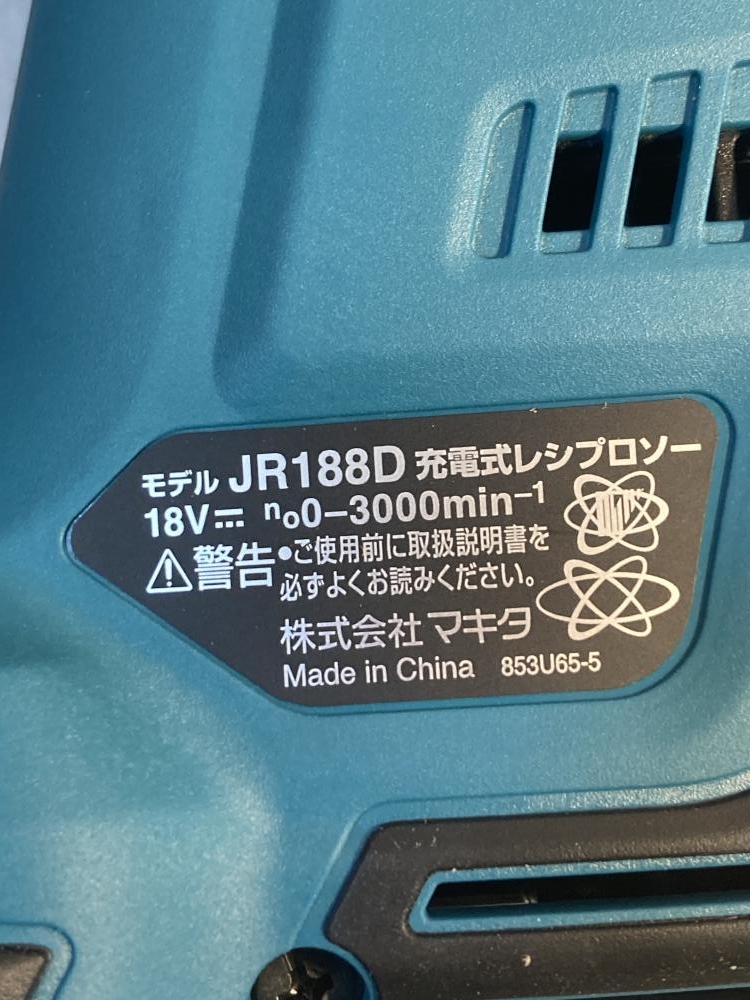 モデル JR188D 充電式レシプロソー
18V⎓ n₀0-3000min⁻¹
⚠警告 •ご使用前に取扱説明書を
必ずよくお読みください。
株式会社 マキタ
Made in China 853U65-5